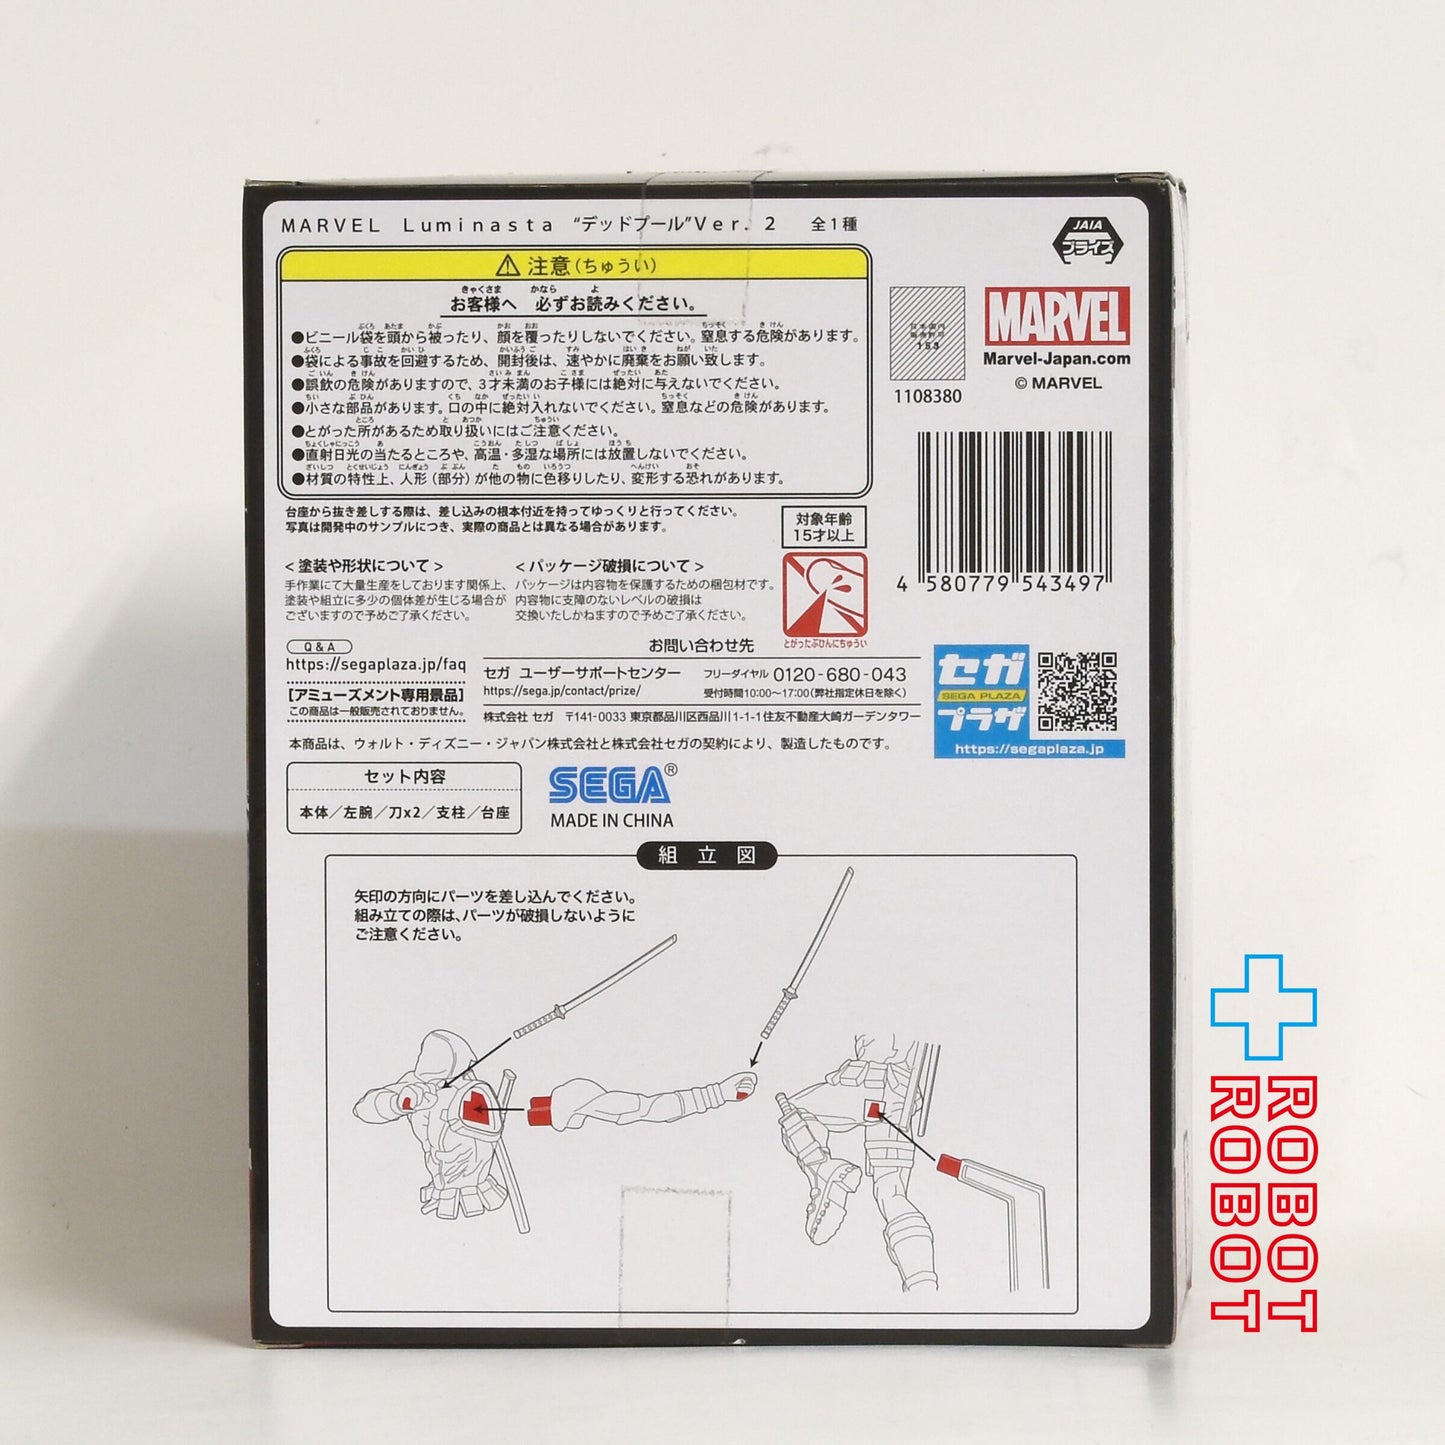 MARVEL Luminasta “デッドプール”Ver. 2 全1種
JAIA
プライズ
注意(ちゅうい)
お客様へ 必ずお読みください。
●ビニール袋を頭から被ったり、顔を覆ったりしないでください。窒息する危険があります。
●袋による事故を回避するため、開封後は、速やかに廃棄をお願い致します。
●誤飲の危険がありますので、3才未満のお子様には絶対に与えないでください。
●小さな部品があります。口の中に絶対入れないでください。窒息などの危険があります。
●とがった所があるため取り扱いにはご注意ください。
●直射日光の当たるところや、高温・多湿な場所には放置しないでください。
●材質の特性上、人形(部分)が他の物に色移りしたり、変形する恐れがあります。
153
1108380
MARVEL
Marvel-Japan.com
© MARVEL
4 580779 543497
台座から抜き差しする際は、差し込みの根本付近を持ってゆっくりと行ってください。
写真は開発中のサンプルにつき、実際の商品とは異なる場合があります。
対象年齢
15才以上
とがったぶひんにちゅうい
<塗装や形状について>
手作業にて大量生産をしております関係上、
塗装や組立に多少の個体差が生じる場合が
ございますので予めご了承ください。
<パッケージ破損について>
パッケージは内容物を保護するための梱包材です。
内容物に支障のないレベルの破損は
交換いたしかねますので予めご了承ください。
Q&A
https://segaplaza.jp/faq
[アミューズメント専用景品]
この商品は一般販売されておりません。
お問い合わせ先
セガ ユーザーサポートセンター
https://sega.jp/contact/prize/
フリーダイヤル 0120-680-043
受付時間10:00〜17:00(弊社指定休日を除く)
株式会社 セガ 〒141-0033 東京都品川区西品川1-1-1住友不動産大崎ガーデンタワー
セガ
SEGA PLAZA
プラザ
https://segaplaza.jp
本商品は、ウォルト・ディズニー・ジャパン株式会社と株式会社セガの契約により、製造したものです。
セット内容
本体/左腕/刀x2/支柱/台座
SEGA®
MADE IN CHINA
組立図
矢印の方向にパーツを差し込んでください。
組み立ての際は、パーツが破損しないように
ご注意ください。
ROBOT
ROBOT